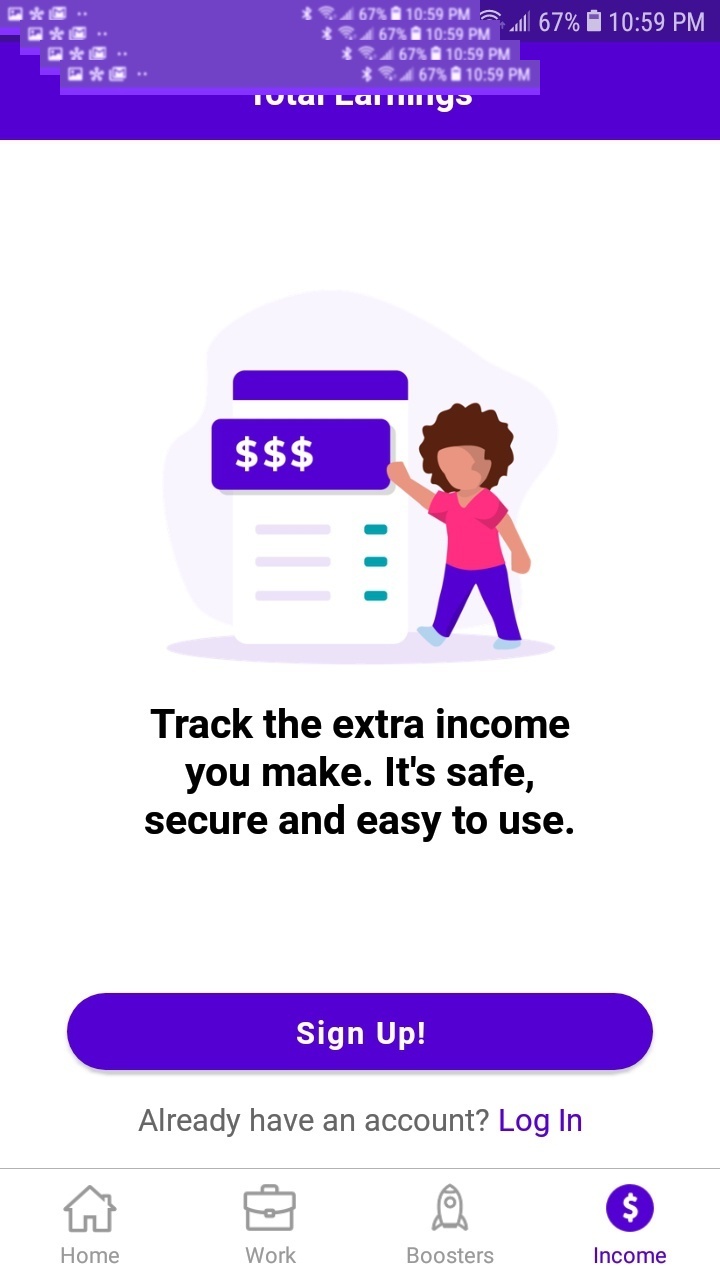 67% 10:59 PM
67% 10:59 PM
67% 10:59 PM
67% 10:59 PM
67% 10:59 PM
Total Earnings
$$$
Track the extra income
you make. It's safe,
secure and easy to use.
Sign Up!
Already have an account? Log In
Home Work Boosters Income